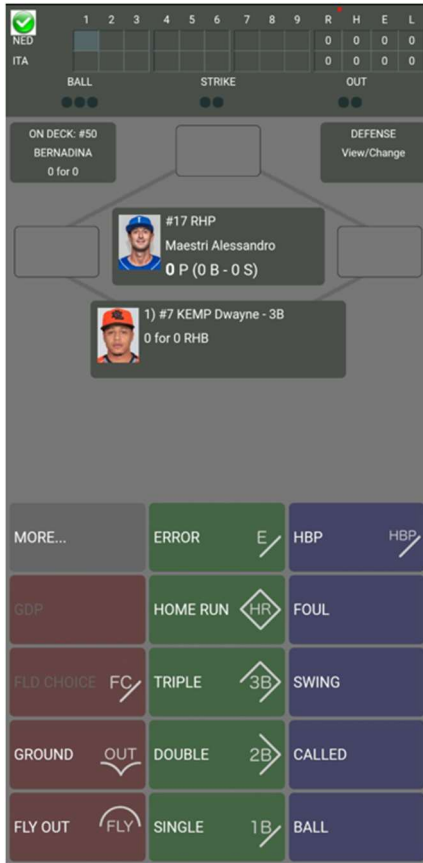 1 2 3 4 5 6 7 8 9 R H E L
NED 0 0 0 0
ITA 0 0 0 0
BALL STRIKE OUT
ON DECK: #50
BERNADINA
0 for 0
DEFENSE
View/Change
#17 RHP
Maestri Alessandro
0 P (0 B - 0 S)
1) #7 KEMP Dwayne - 3B
0 for 0 RHB
MORE... ERROR E HBP HBP
GDP HOME RUN HR FOUL
FLD CHOICE FC TRIPLE 3B SWING
GROUND OUT DOUBLE 2B CALLED
FLY OUT FLY SINGLE 1B BALL